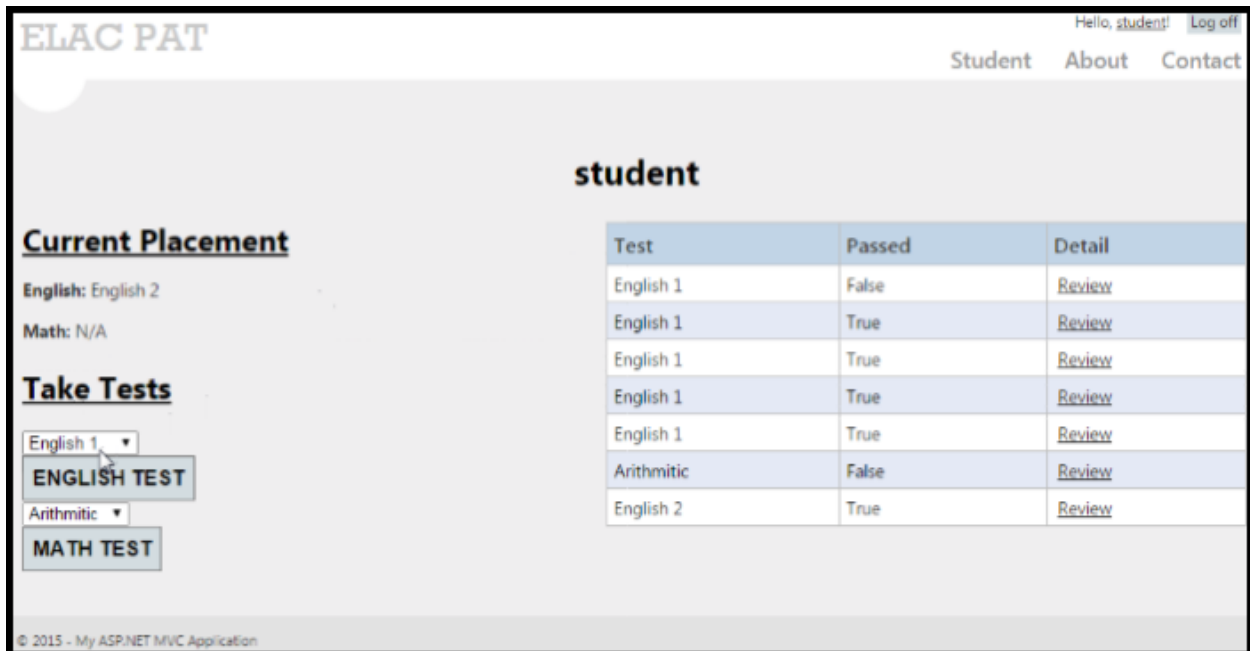 ELAC PAT
Hello, student! Log off
Student About Contact
student
Current Placement
English: English 2
Math: N/A
Take Tests
English 1
ENGLISH TEST
Arithmitic
MATH TEST
Test Passed Detail
English 1 False Review
English 1 True Review
English 1 True Review
English 1 True Review
English 1 True Review
Arithmitic False Review
English 2 True Review
© 2015 - My ASP.NET MVC Application